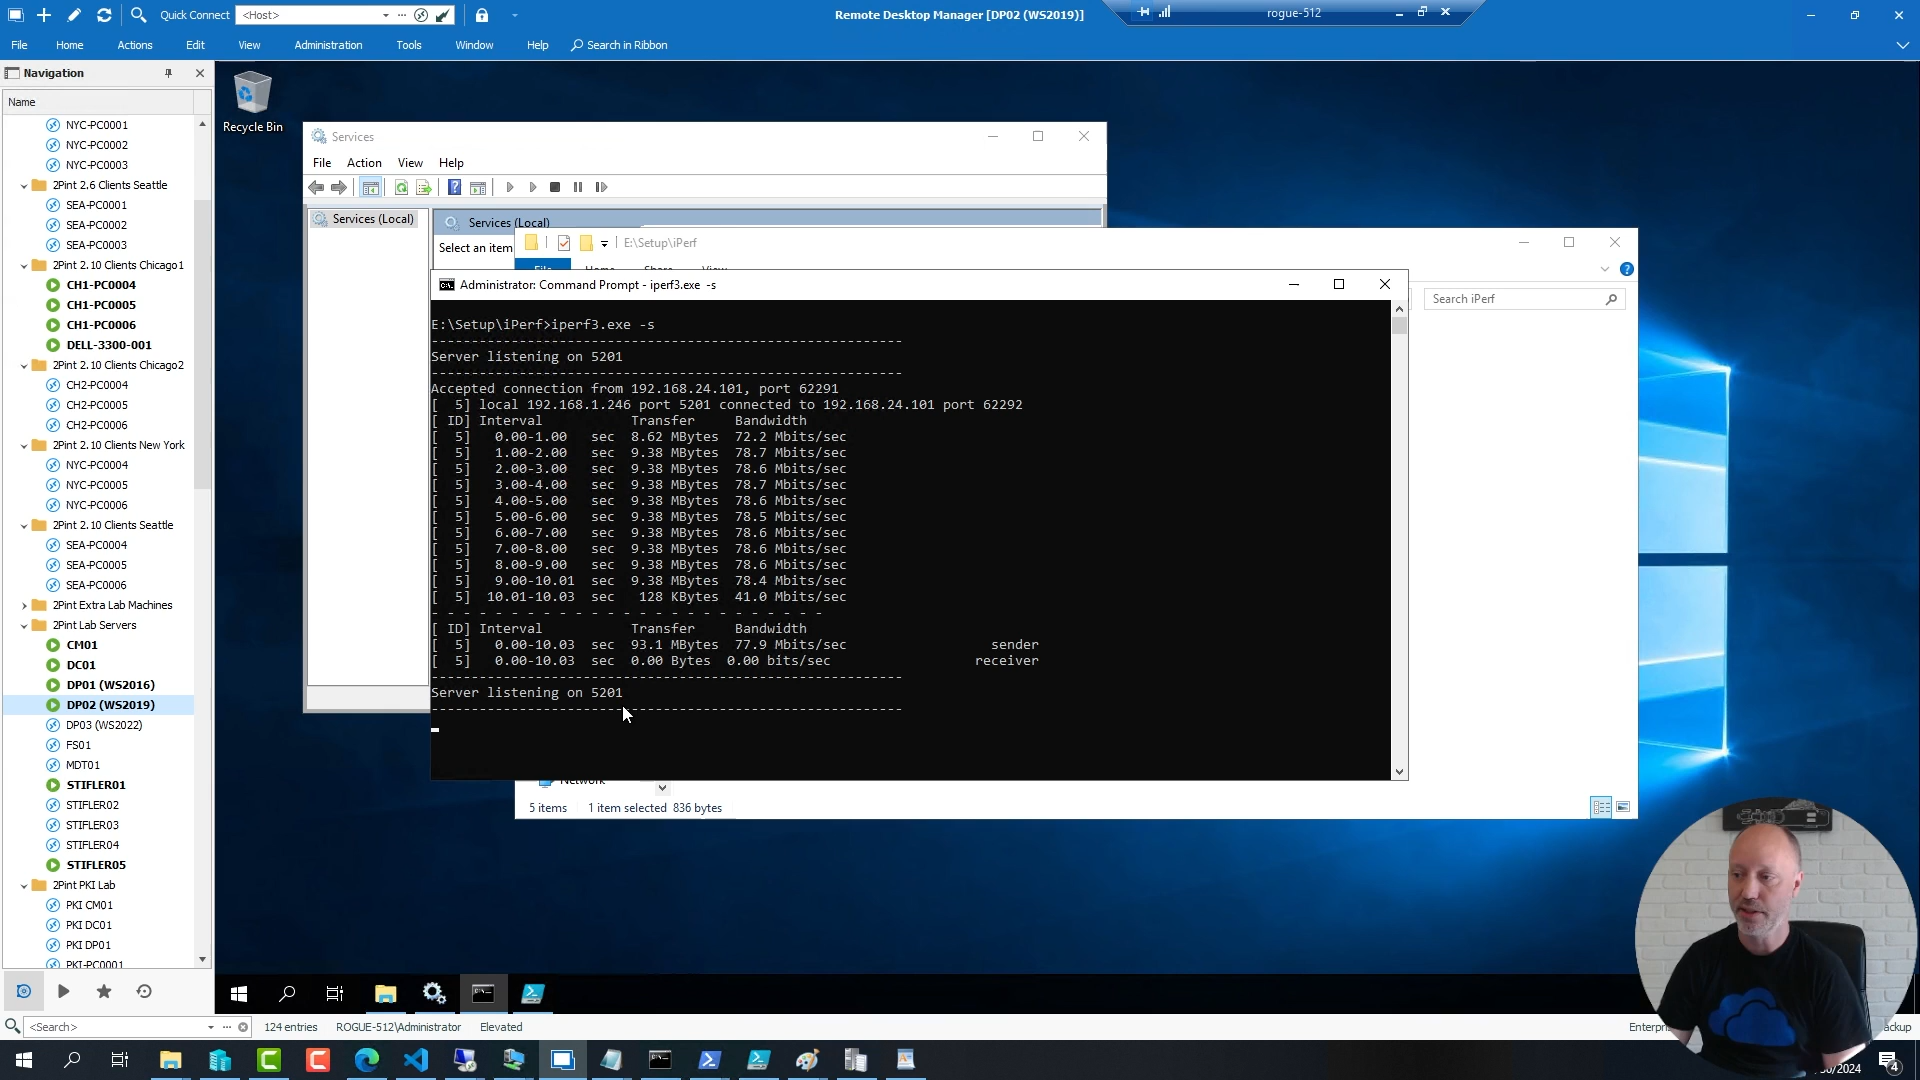 Quick Connect <Host>
Remote Desktop Manager [DP02 (WS2019)]
rogue-512
File Home Actions Edit View Administration Tools Window Help Search in Ribbon
Navigation
Name
NYC-PC0001
NYC-PC0002
NYC-PC0003
2Pint 2.6 Clients Seattle
SEA-PC0001
SEA-PC0002
SEA-PC0003
2Pint 2.10 Clients Chicago1
CH1-PC0004
CH1-PC0005
CH1-PC0006
DELL-3300-001
2Pint 2.10 Clients Chicago2
CH2-PC0004
CH2-PC0005
CH2-PC0006
2Pint 2.10 Clients New York
NYC-PC0004
NYC-PC0005
NYC-PC0006
2Pint 2.10 Clients Seattle
SEA-PC0004
SEA-PC0005
SEA-PC0006
2Pint Extra Lab Machines
2Pint Lab Servers
CM01
DC01
DP01 (WS2016)
DP02 (WS2019)
DP03 (WS2022)
FS01
MDT01
STIFLER01
STIFLER02
STIFLER03
STIFLER04
STIFLER05
2Pint PKI Lab
PKI CM01
PKI DC01
PKI DP01
PKI-PC0001
Recycle Bin
Services
File Action View Help
Services (Local)
Services (Local)
Select an item
E:\Setup\iPerf
File Home Share View
Search iPerf
Administrator: Command Prompt - iperf3.exe -s
E:\Setup\iPerf>iperf3.exe -s
-----------------------------------------------------------
Server listening on 5201
-----------------------------------------------------------
Accepted connection from 192.168.24.101, port 62291
[  5] local 192.168.1.246 port 5201 connected to 192.168.24.101 port 62292
[ ID] Interval           Transfer     Bandwidth
[  5]   0.00-1.00   sec  8.62 MBytes  72.2 Mbits/sec
[  5]   1.00-2.00   sec  9.38 MBytes  78.7 Mbits/sec
[  5]   2.00-3.00   sec  9.38 MBytes  78.6 Mbits/sec
[  5]   3.00-4.00   sec  9.38 MBytes  78.7 Mbits/sec
[  5]   4.00-5.00   sec  9.38 MBytes  78.6 Mbits/sec
[  5]   5.00-6.00   sec  9.38 MBytes  78.5 Mbits/sec
[  5]   6.00-7.00   sec  9.38 MBytes  78.6 Mbits/sec
[  5]   7.00-8.00   sec  9.38 MBytes  78.6 Mbits/sec
[  5]   8.00-9.00   sec  9.38 MBytes  78.6 Mbits/sec
[  5]   9.00-10.01  sec  9.38 MBytes  78.4 Mbits/sec
[  5]  10.01-10.03  sec   128 KBytes  41.0 Mbits/sec
- - - - - - - - - - - - - - - - - - - - - - - - -
[ ID] Interval           Transfer     Bandwidth
[  5]   0.00-10.03  sec  93.1 MBytes  77.9 Mbits/sec                  sender
[  5]   0.00-10.03  sec  0.00 Bytes  0.00 bits/sec                  receiver
-----------------------------------------------------------
Server listening on 5201
-----------------------------------------------------------
Network
5 items 1 item selected 836 bytes
<Search> 124 entries ROGUE-512\Administrator Elevated
4